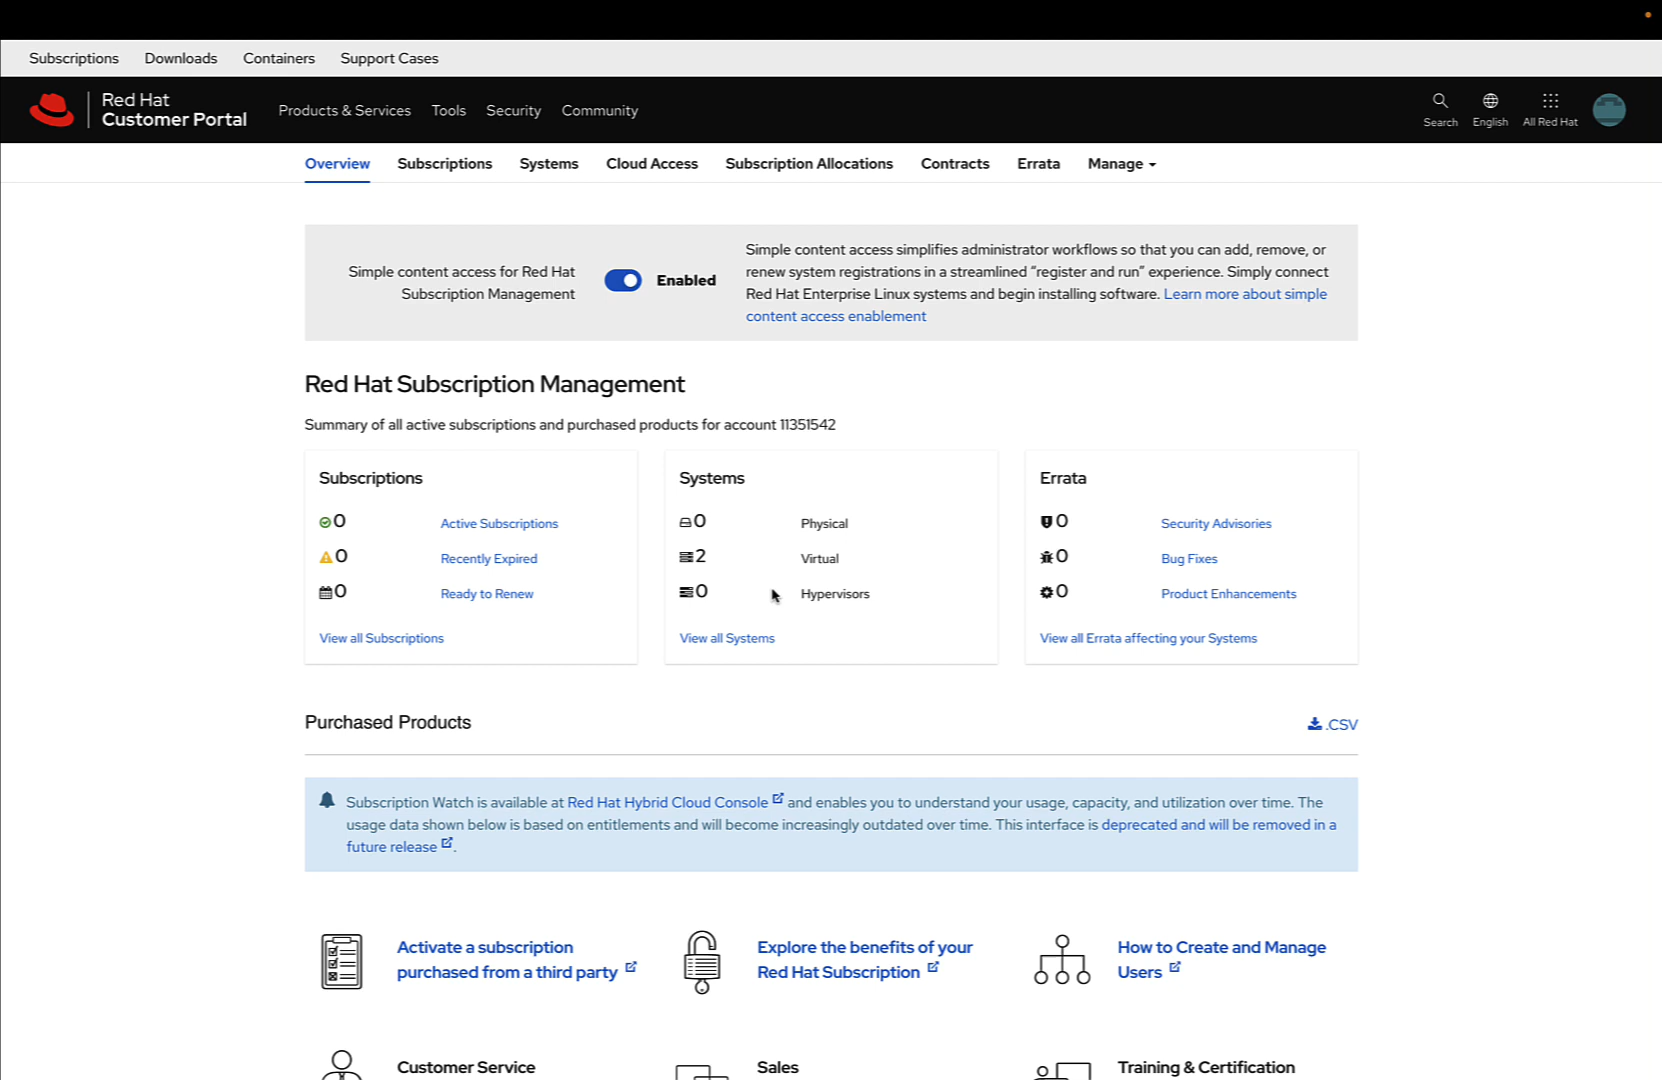 Subscriptions Downloads Containers Support Cases
Red Hat
Customer Portal
Products & Services Tools Security Community
Search English All Red Hat
Overview Subscriptions Systems Cloud Access Subscription Allocations Contracts Errata Manage
Simple content access for Red Hat
Subscription Management
Enabled
Simple content access simplifies administrator workflows so that you can add, remove, or
renew system registrations in a streamlined “register and run” experience. Simply connect
Red Hat Enterprise Linux systems and begin installing software. Learn more about simple
content access enablement
Red Hat Subscription Management
Summary of all active subscriptions and purchased products for account 11351542
Subscriptions
0 Active Subscriptions
0 Recently Expired
0 Ready to Renew
View all Subscriptions
Systems
0 Physical
2 Virtual
0 Hypervisors
View all Systems
Errata
0 Security Advisories
0 Bug Fixes
0 Product Enhancements
View all Errata affecting your Systems
Purchased Products
.CSV
Subscription Watch is available at Red Hat Hybrid Cloud Console and enables you to understand your usage, capacity, and utilization over time. The
usage data shown below is based on entitlements and will become increasingly outdated over time. This interface is deprecated and will be removed in a
future release.
Activate a subscription
purchased from a third party
Explore the benefits of your
Red Hat Subscription
How to Create and Manage
Users
Customer Service
Sales
Training & Certification